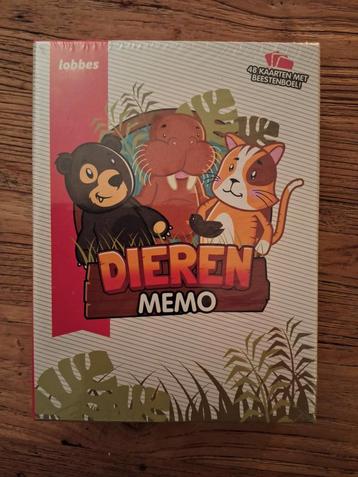 lobbes
48 KAARTEN MET
BEESTENBOEL!
DIEREN
MEMO